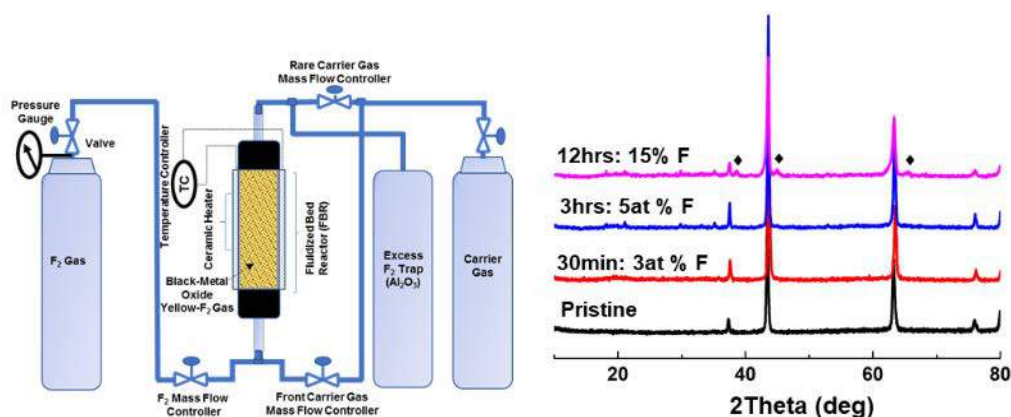 Rare Carrier Gas
Mass Flow Controller
Pressure
Gauge
Valve
Temperature Controller
TC
Ceramic Heater
Fluidized Bed
Reactor (FBR)
F2 Gas
Black-Metal
Oxide
Yellow-F2 Gas
Excess
F2 Trap
(Al2O3)
Carrier
Gas
F2 Mass Flow
Controller
Front Carrier Gas
Mass Flow Controller
12hrs: 15% F
3hrs: 5at % F
30min: 3at % F
Pristine
20 40 60 80
2Theta (deg)